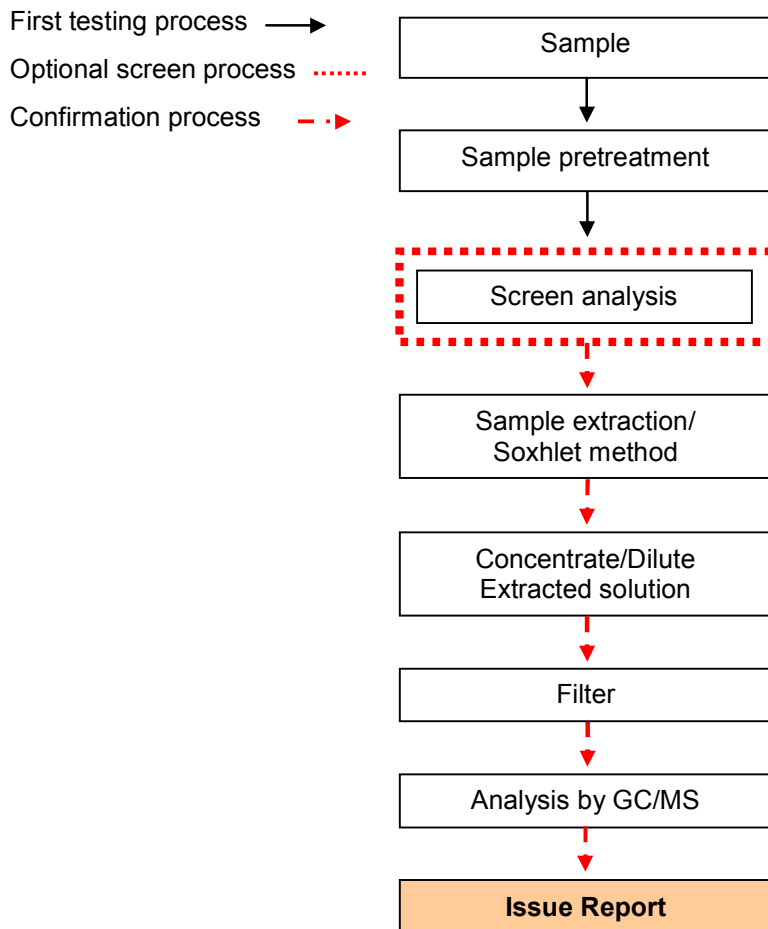 First testing process
Optional screen process
Confirmation process
Sample
Sample pretreatment
Screen analysis
Sample extraction/
Soxhlet method
Concentrate/Dilute
Extracted solution
Filter
Analysis by GC/MS
Issue Report